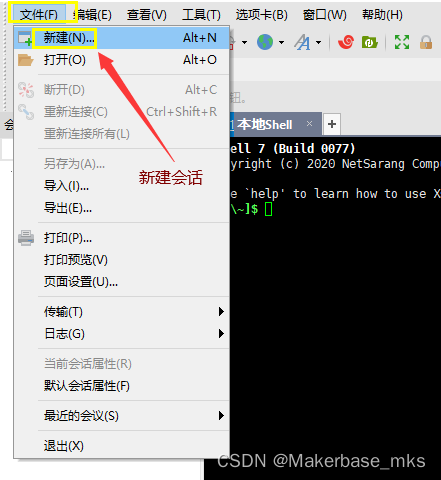 文件(F) 编辑(E) 查看(V) 工具(T) 选项卡(B) 窗口(W) 帮助(H)
新建(N)... Alt+N
打开(O) Alt+O
断开(D) Alt+C
钮。
重新连接(C) Ctrl+Shift+R
重新连接所有(L)
会
1 本地Shell × +
另存为(A)...
导入(I)...
导出(E)...
新建会话
ell 7 (Build 0077)
yright (c) 2020 NetSarang Compu
e `help' to learn how to use X
\~]$
打印(P)...
打印预览(V)
页面设置(U)...
传输(T)
日志(G)
当前会话属性(R)
默认会话属性(F)
最近的会议(S)
退出(X)
CSDN @Makerbase_mks